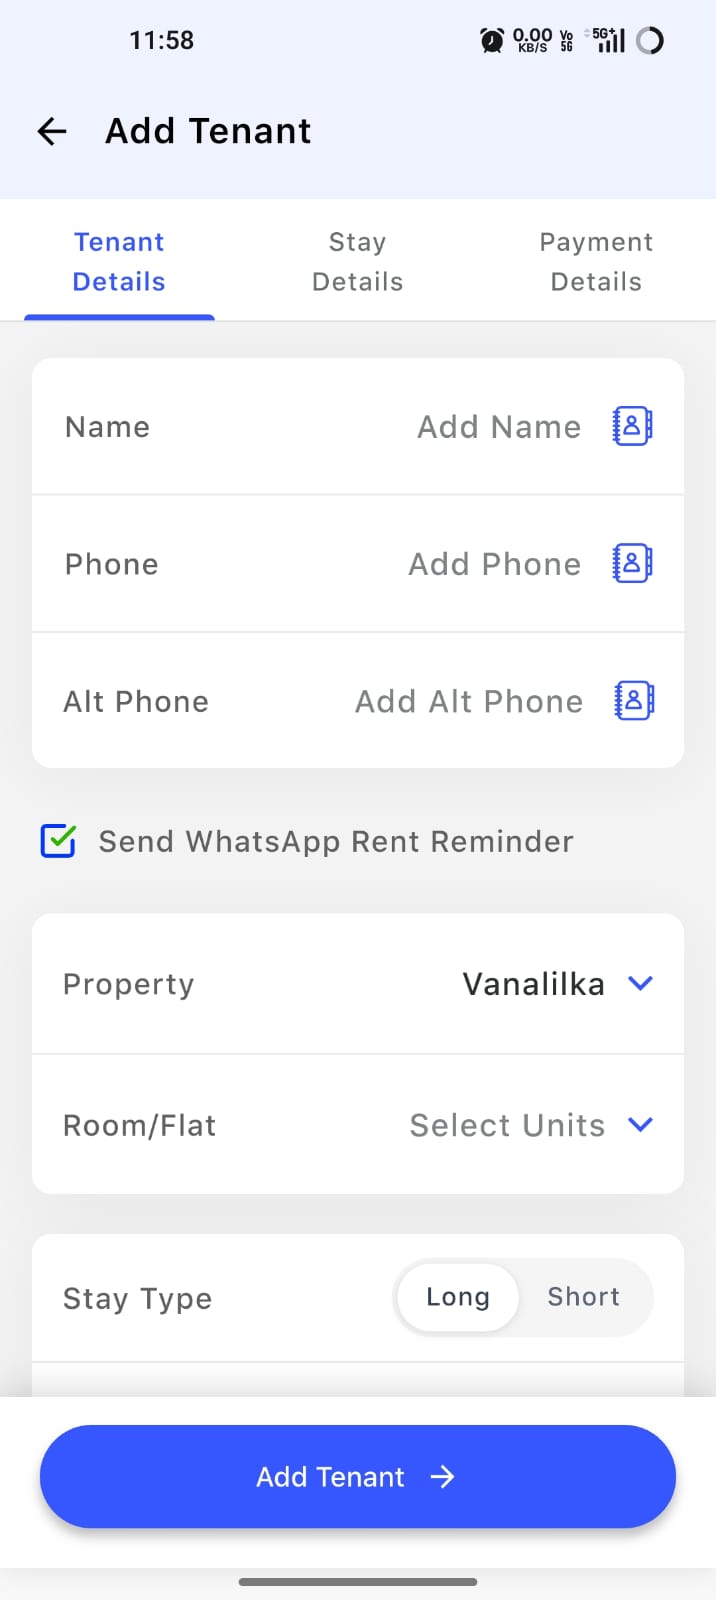 11:58
0.00 KB/S
Vo 5G
5G+
Add Tenant
Tenant Details
Stay Details
Payment Details
Name
Add Name
Phone
Add Phone
Alt Phone
Add Alt Phone
Send WhatsApp Rent Reminder
Property
Vanalilka
Room/Flat
Select Units
Stay Type
Long
Short
Add Tenant